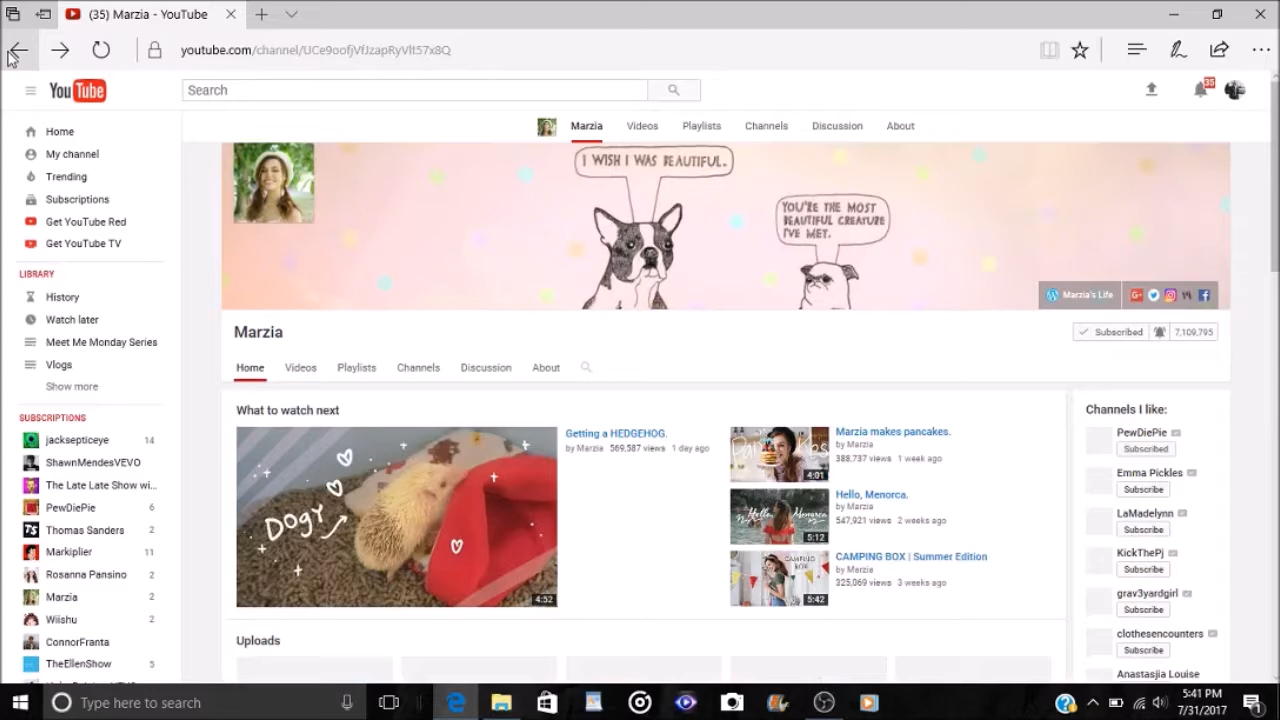 (35) Marzia - YouTube
youtube.com/channel/UCe9oofjVfJzapRyVlt57x8Q
YouTube
Search
35
Marzia Videos Playlists Channels Discussion About
Home
My channel
Trending
Subscriptions
Get YouTube Red
Get YouTube TV
LIBRARY
History
Watch later
Meet Me Monday Series
Vlogs
Show more
SUBSCRIPTIONS
jacksepticeye 14
ShawnMendesVEVO
The Late Late Show wi...
PewDiePie 6
Thomas Sanders 2
Markiplier 11
Rosanna Pansino 2
Marzia 2
Wiishu 2
ConnorFranta
TheEllenShow 5
I WISH I WAS BEAUTIFUL.
YOU'RE THE MOST
BEAUTIFUL CREATURE
I'VE MET.
Marzia's Life
Marzia
Subscribed 7,109,795
Home Videos Playlists Channels Discussion About
What to watch next
DOGY
4:52
Getting a HEDGEHOG.
by Marzia 569,587 views 1 day ago
4:01
Marzia makes pancakes.
by Marzia
388,737 views 1 week ago
Hello, Menorca.
5:12
Hello, Menorca.
by Marzia
547,921 views 2 weeks ago
CAMPING
BOX
5:42
CAMPING BOX | Summer Edition
by Marzia
325,069 views 3 weeks ago
Uploads
Channels I like:
PewDiePie
Subscribed
Emma Pickles
Subscribe
LaMadelynn
Subscribe
KickThePj
Subscribe
grav3yardgirl
Subscribe
clothesencounters
Subscribe
Anastasjia Louise
Type here to search
5:41 PM
7/31/2017
1